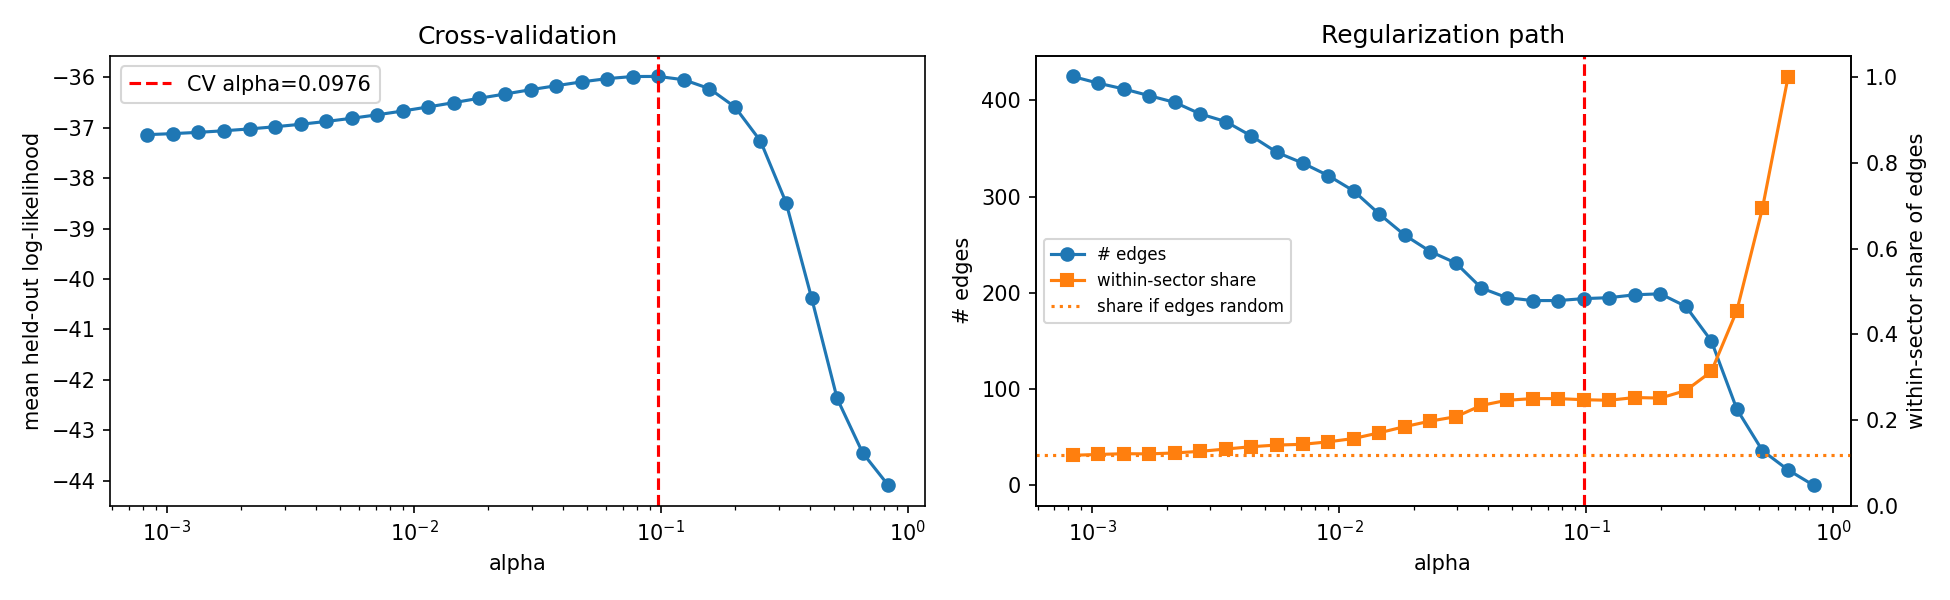 Cross-validation
CV alpha=0.0976
mean held-out log-likelihood
−36
−37
−38
−39
−40
−41
−42
−43
−44
10⁻³
10⁻²
10⁻¹
10⁰
alpha
Regularization path
# edges
400
300
200
100
0
# edges
within-sector share
share if edges random
1.0
0.8
0.6
0.4
0.2
0.0
within-sector share of edges
10⁻³
10⁻²
10⁻¹
10⁰
alpha